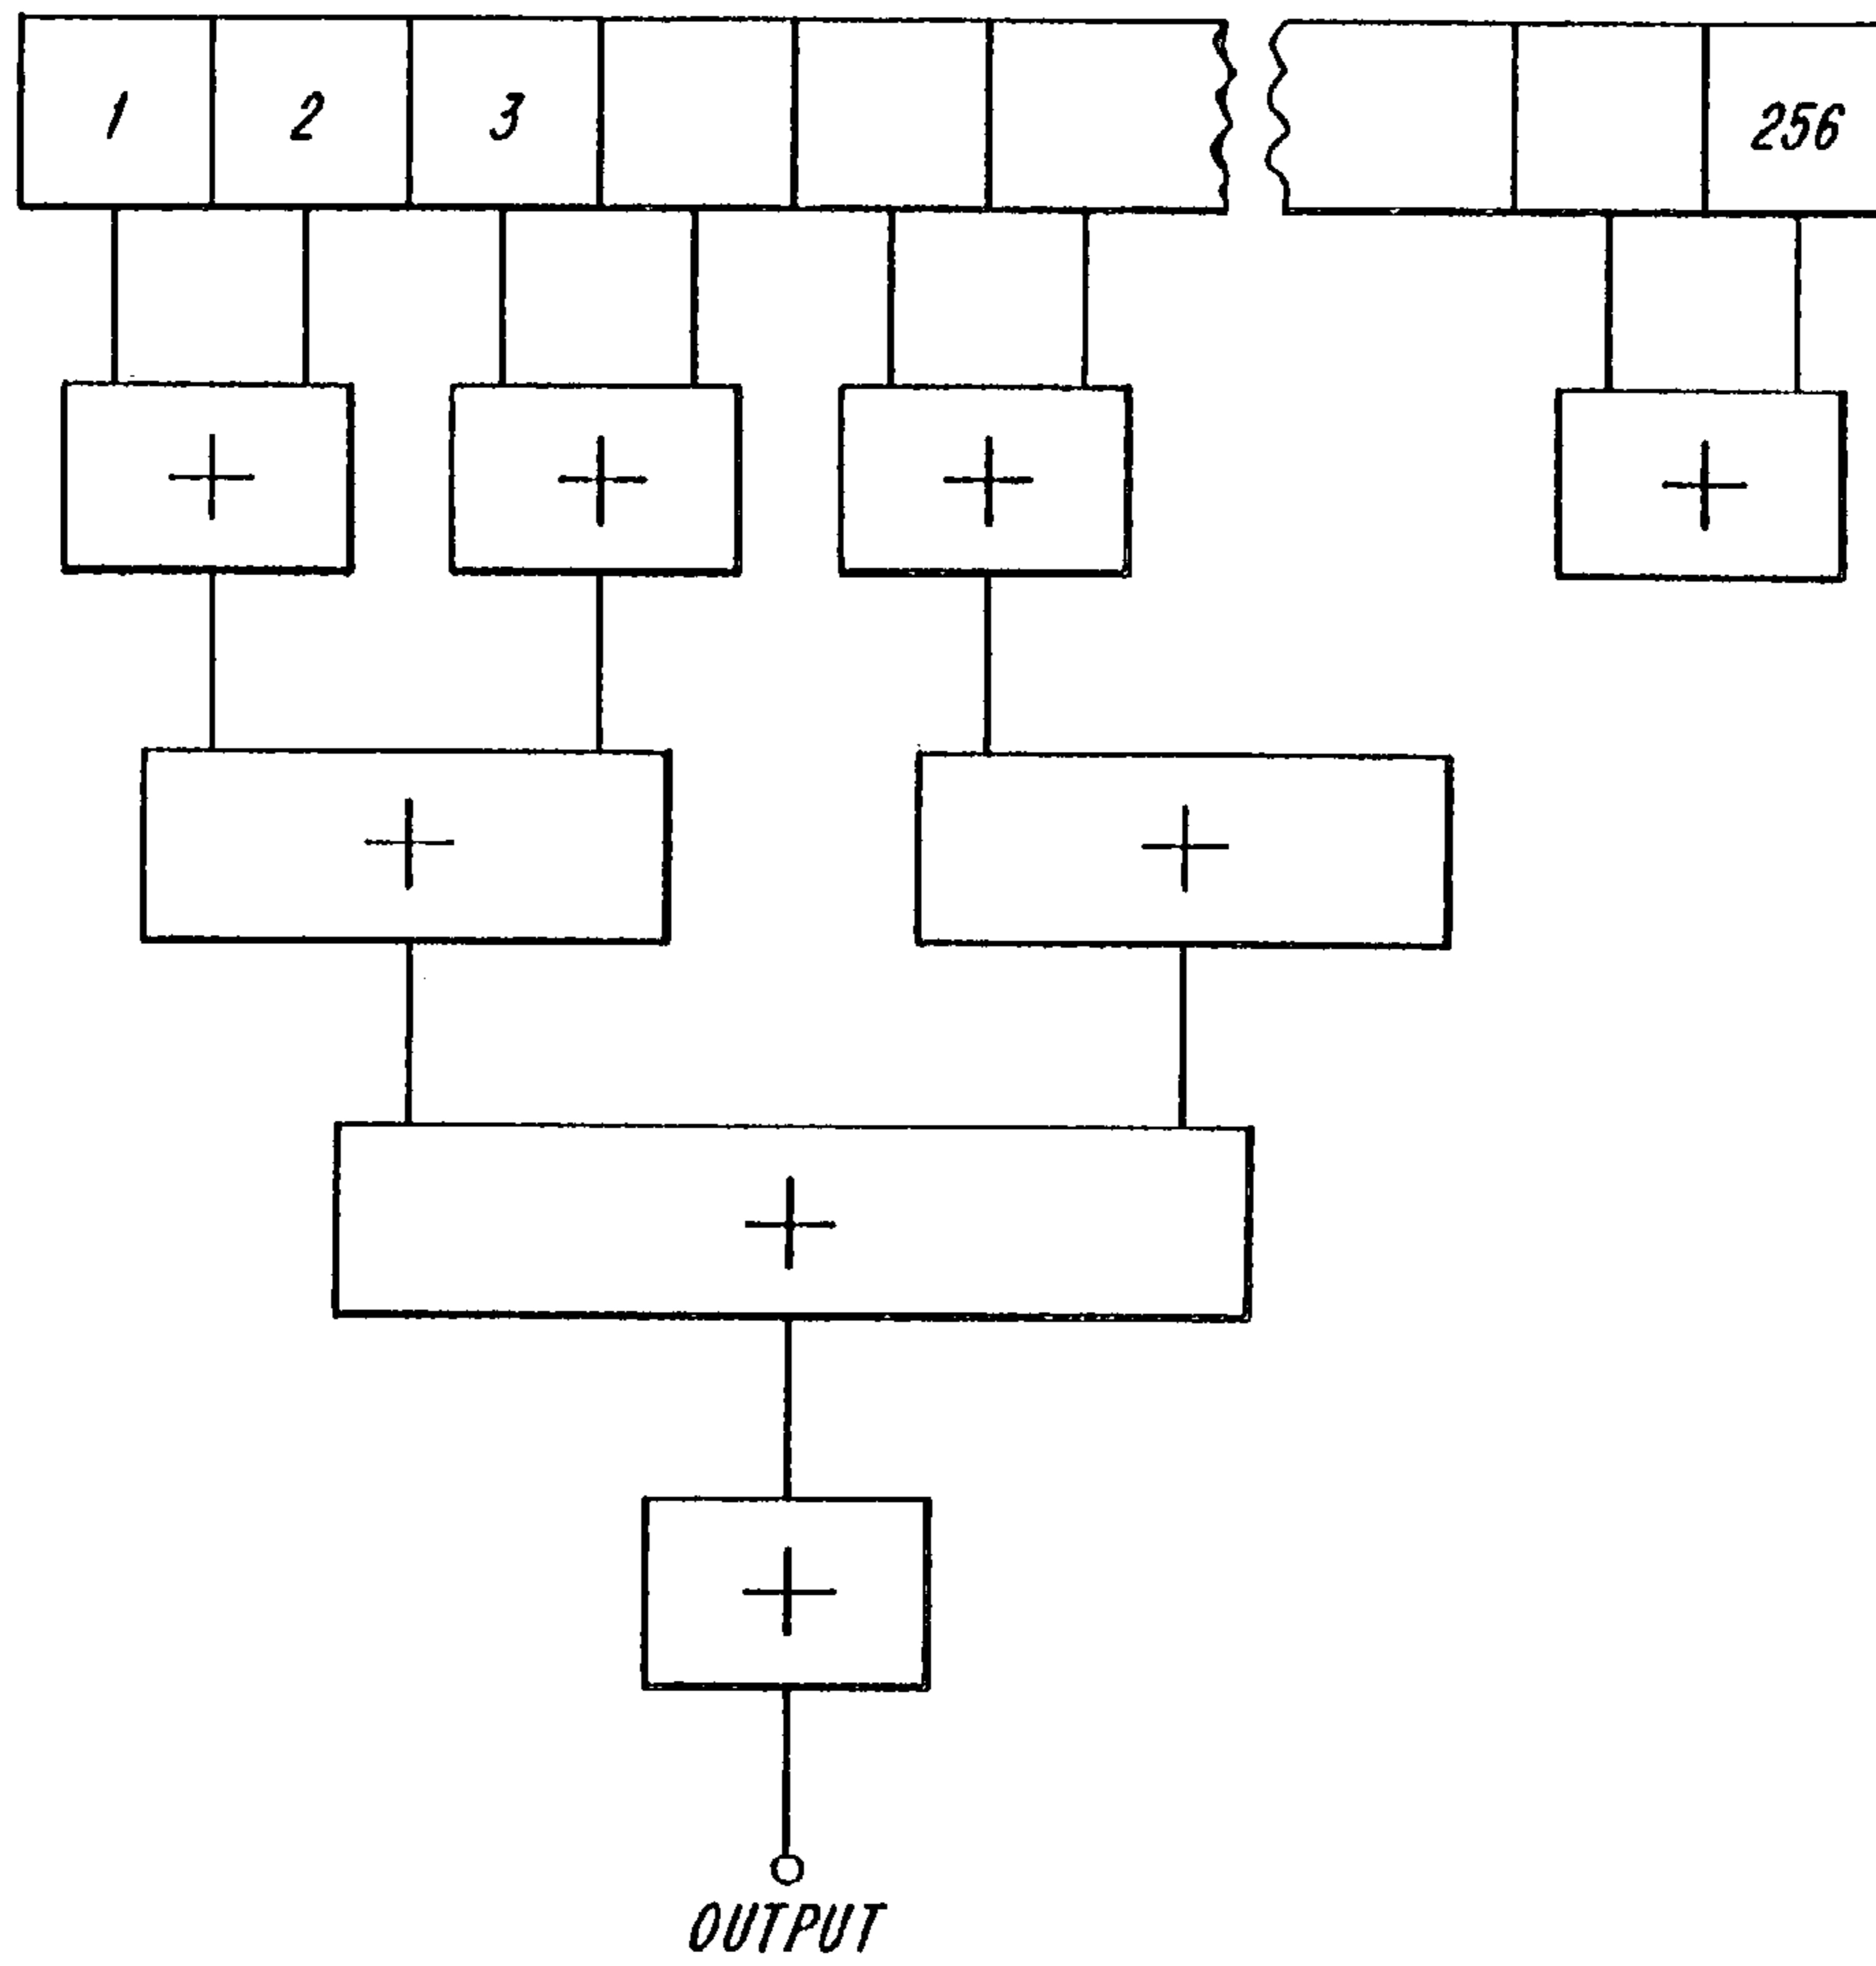 1 2 3 256
+ + + +
+ +
+
+
OUTPUT